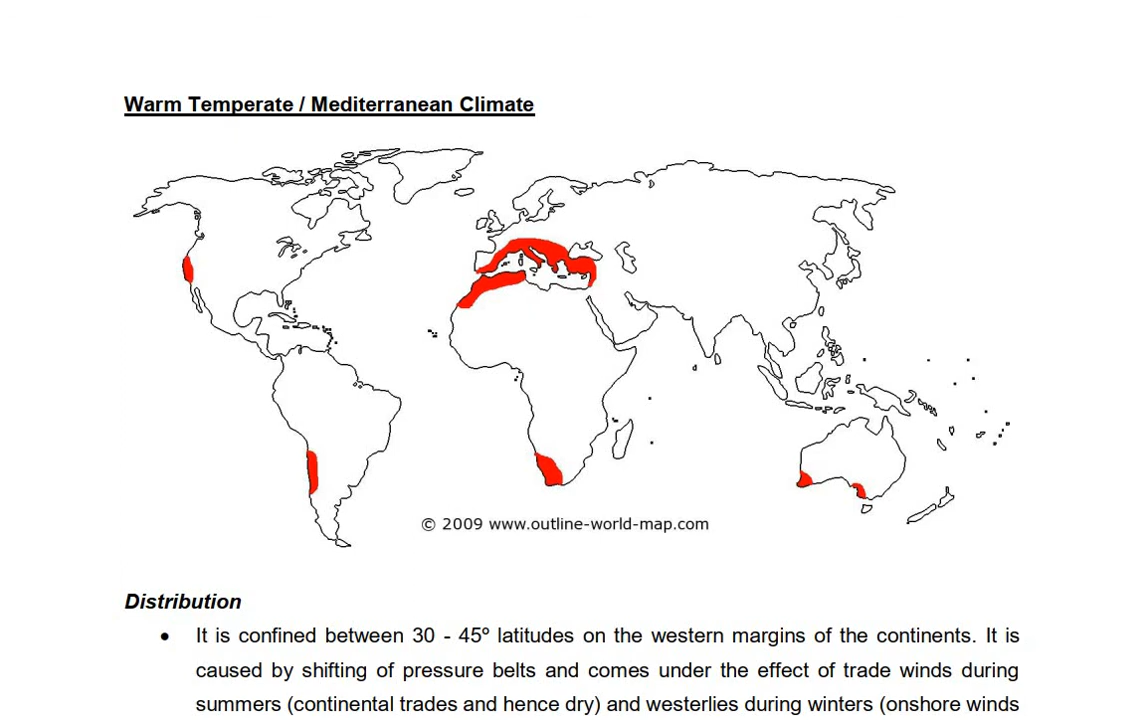 Warm Temperate / Mediterranean Climate
© 2009 www.outline-world-map.com
Distribution
• It is confined between 30 - 45º latitudes on the western margins of the continents. It is
caused by shifting of pressure belts and comes under the effect of trade winds during
summers (continental trades and hence dry) and westerlies during winters (onshore winds